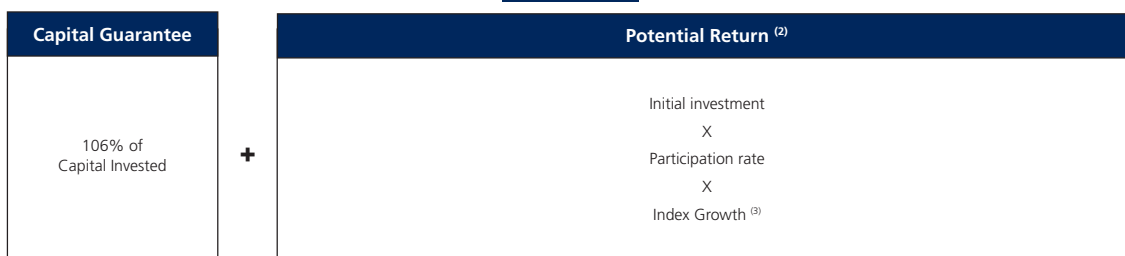 Capital Guarantee
106% of
Capital Invested
+
Potential Return (2)
Initial investment
X
Participation rate
X
Index Growth (3)